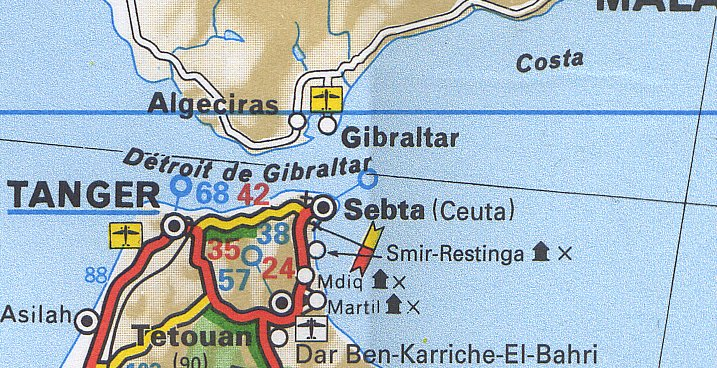 MALA
Costa
Algeciras
Gibraltar
Détroit de Gibraltar
TANGER
68 42
Sebta (Ceuta)
35 38
57 24
88
Smir-Restinga
Mdiq
Martil
Asilah
Tetouan
(90)
Dar Ben-Karriche-El-Bahri